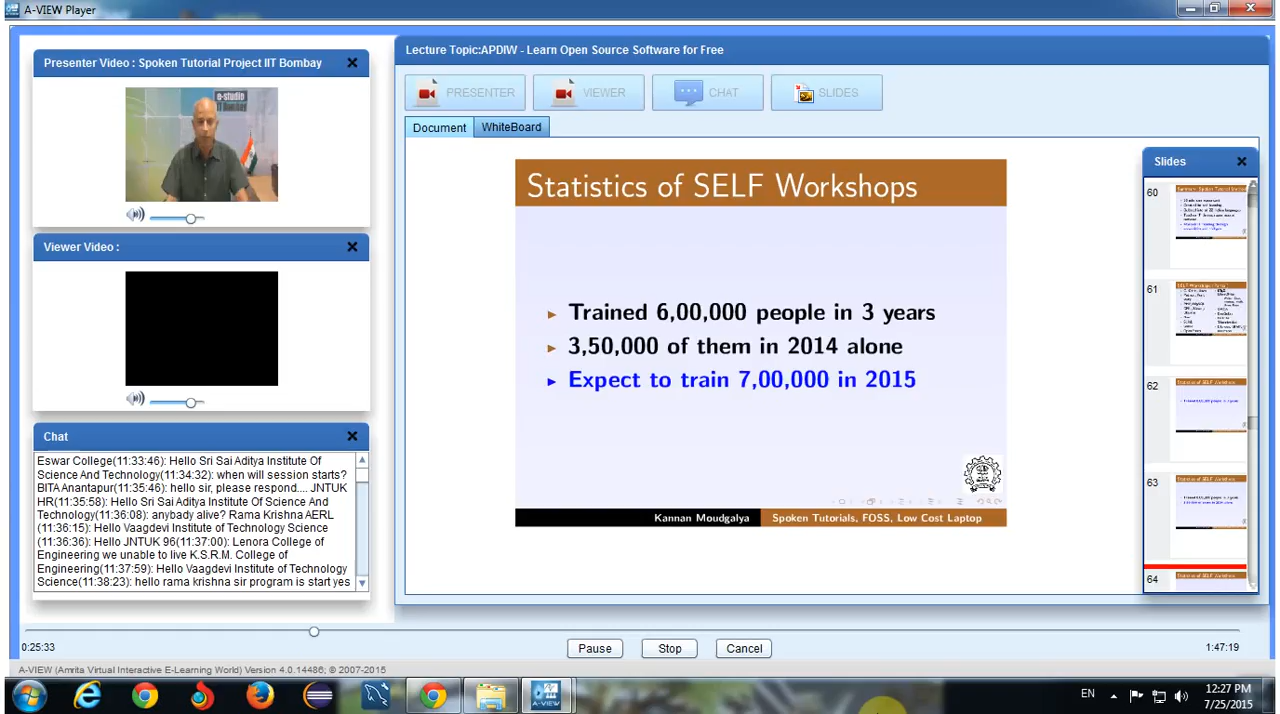 A-VIEW Player
Presenter Video : Spoken Tutorial Project IIT Bombay
e-studio
IIT Bombay
Viewer Video :
Chat
Eswar College(11:33:46): Hello Sri Sai Aditya Institute Of
Science And Technology(11:34:32): when will session starts?
BITA Anantapur(11:35:46): hello sir, please respond.... JNTUK
HR(11:35:58): Hello Sri Sai Aditya Institute Of Science And
Technology(11:36:08): anybady alive? Rama Krishna AERL
(11:36:15): Hello Vaagdevi Institute of Technology Science
(11:36:36): Hello JNTUK 96(11:37:00): Lenora College of
Engineering we unable to live K.S.R.M. College of
Engineering(11:37:59): Hello Vaagdevi Institute of Technology
Science(11:38:23): hello rama krishna sir program is start yes
Lecture Topic:APDIW - Learn Open Source Software for Free
PRESENTER
VIEWER
CHAT
SLIDES
Document
WhiteBoard
Statistics of SELF Workshops
Trained 6,00,000 people in 3 years
3,50,000 of them in 2014 alone
Expect to train 7,00,000 in 2015
Kannan Moudgalya
Spoken Tutorials, FOSS, Low Cost Laptop
Slides
60
61
62
63
64
0:25:33
Pause
Stop
Cancel
1:47:19
A-VIEW (Amrita Virtual Interactive E-Learning World) Version 4.0.14486; © 2007-2015
A-VIEW
EN
12:27 PM
7/25/2015